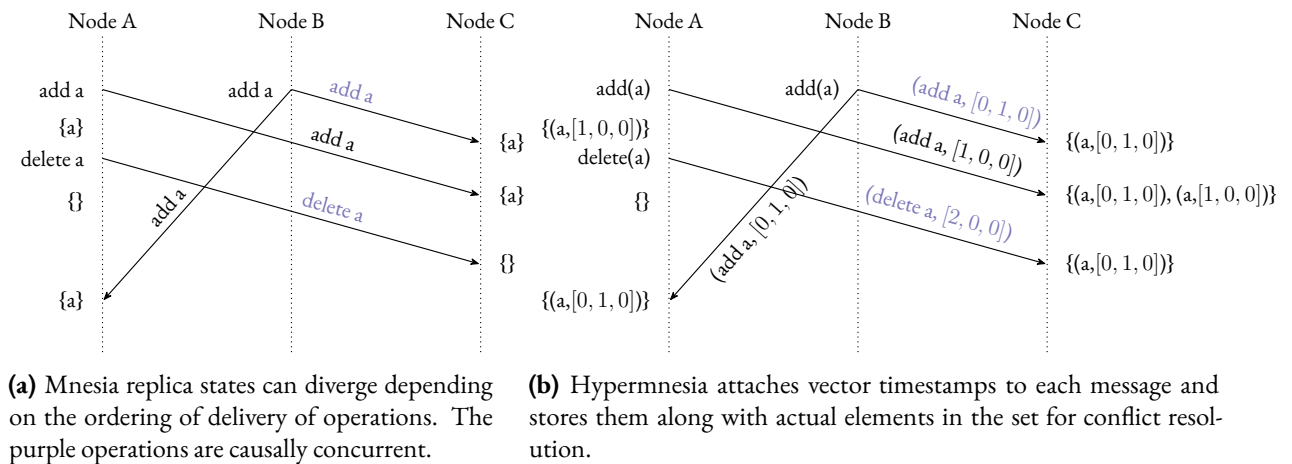 Node A Node B Node C
add a add a add a
{a} add a {a}
delete a {a}
{} add a delete a
{}
{a}
Node A Node B Node C
add(a) add(a) (add a, [0, 1, 0])
{(a,[1, 0, 0])} (add a, [1, 0, 0]) {(a,[0, 1, 0])}
delete(a) {(a,[0, 1, 0]), (a,[1, 0, 0])}
{} (add a, [0, 1, 0]) (delete a, [2, 0, 0])
{(a,[0, 1, 0])}
{(a,[0, 1, 0])}
(a) Mnesia replica states can diverge depending
on the ordering of delivery of operations. The
purple operations are causally concurrent.
(b) Hypermnesia attaches vector timestamps to each message and
stores them along with actual elements in the set for conflict resol-
ution.